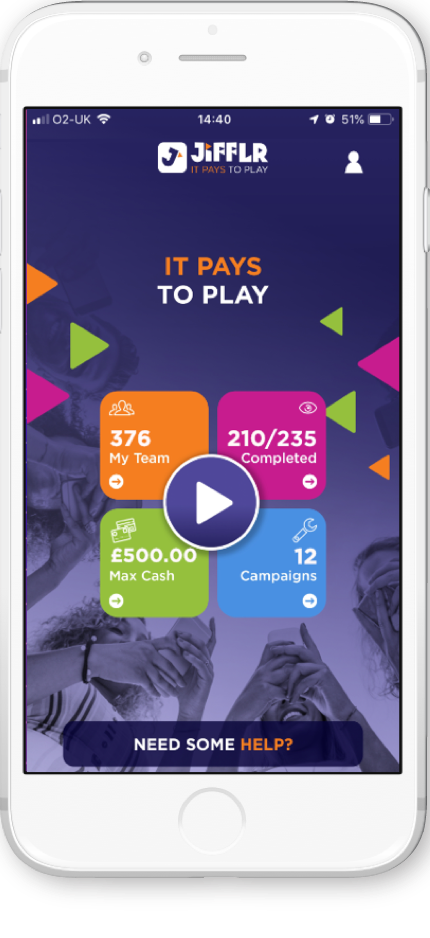 O2-UK 14:40 51%
JiFFLR
IT PAYS TO PLAY
IT PAYS
TO PLAY
376
My Team
210/235
Completed
£500.00
Max Cash
12
Campaigns
NEED SOME HELP?